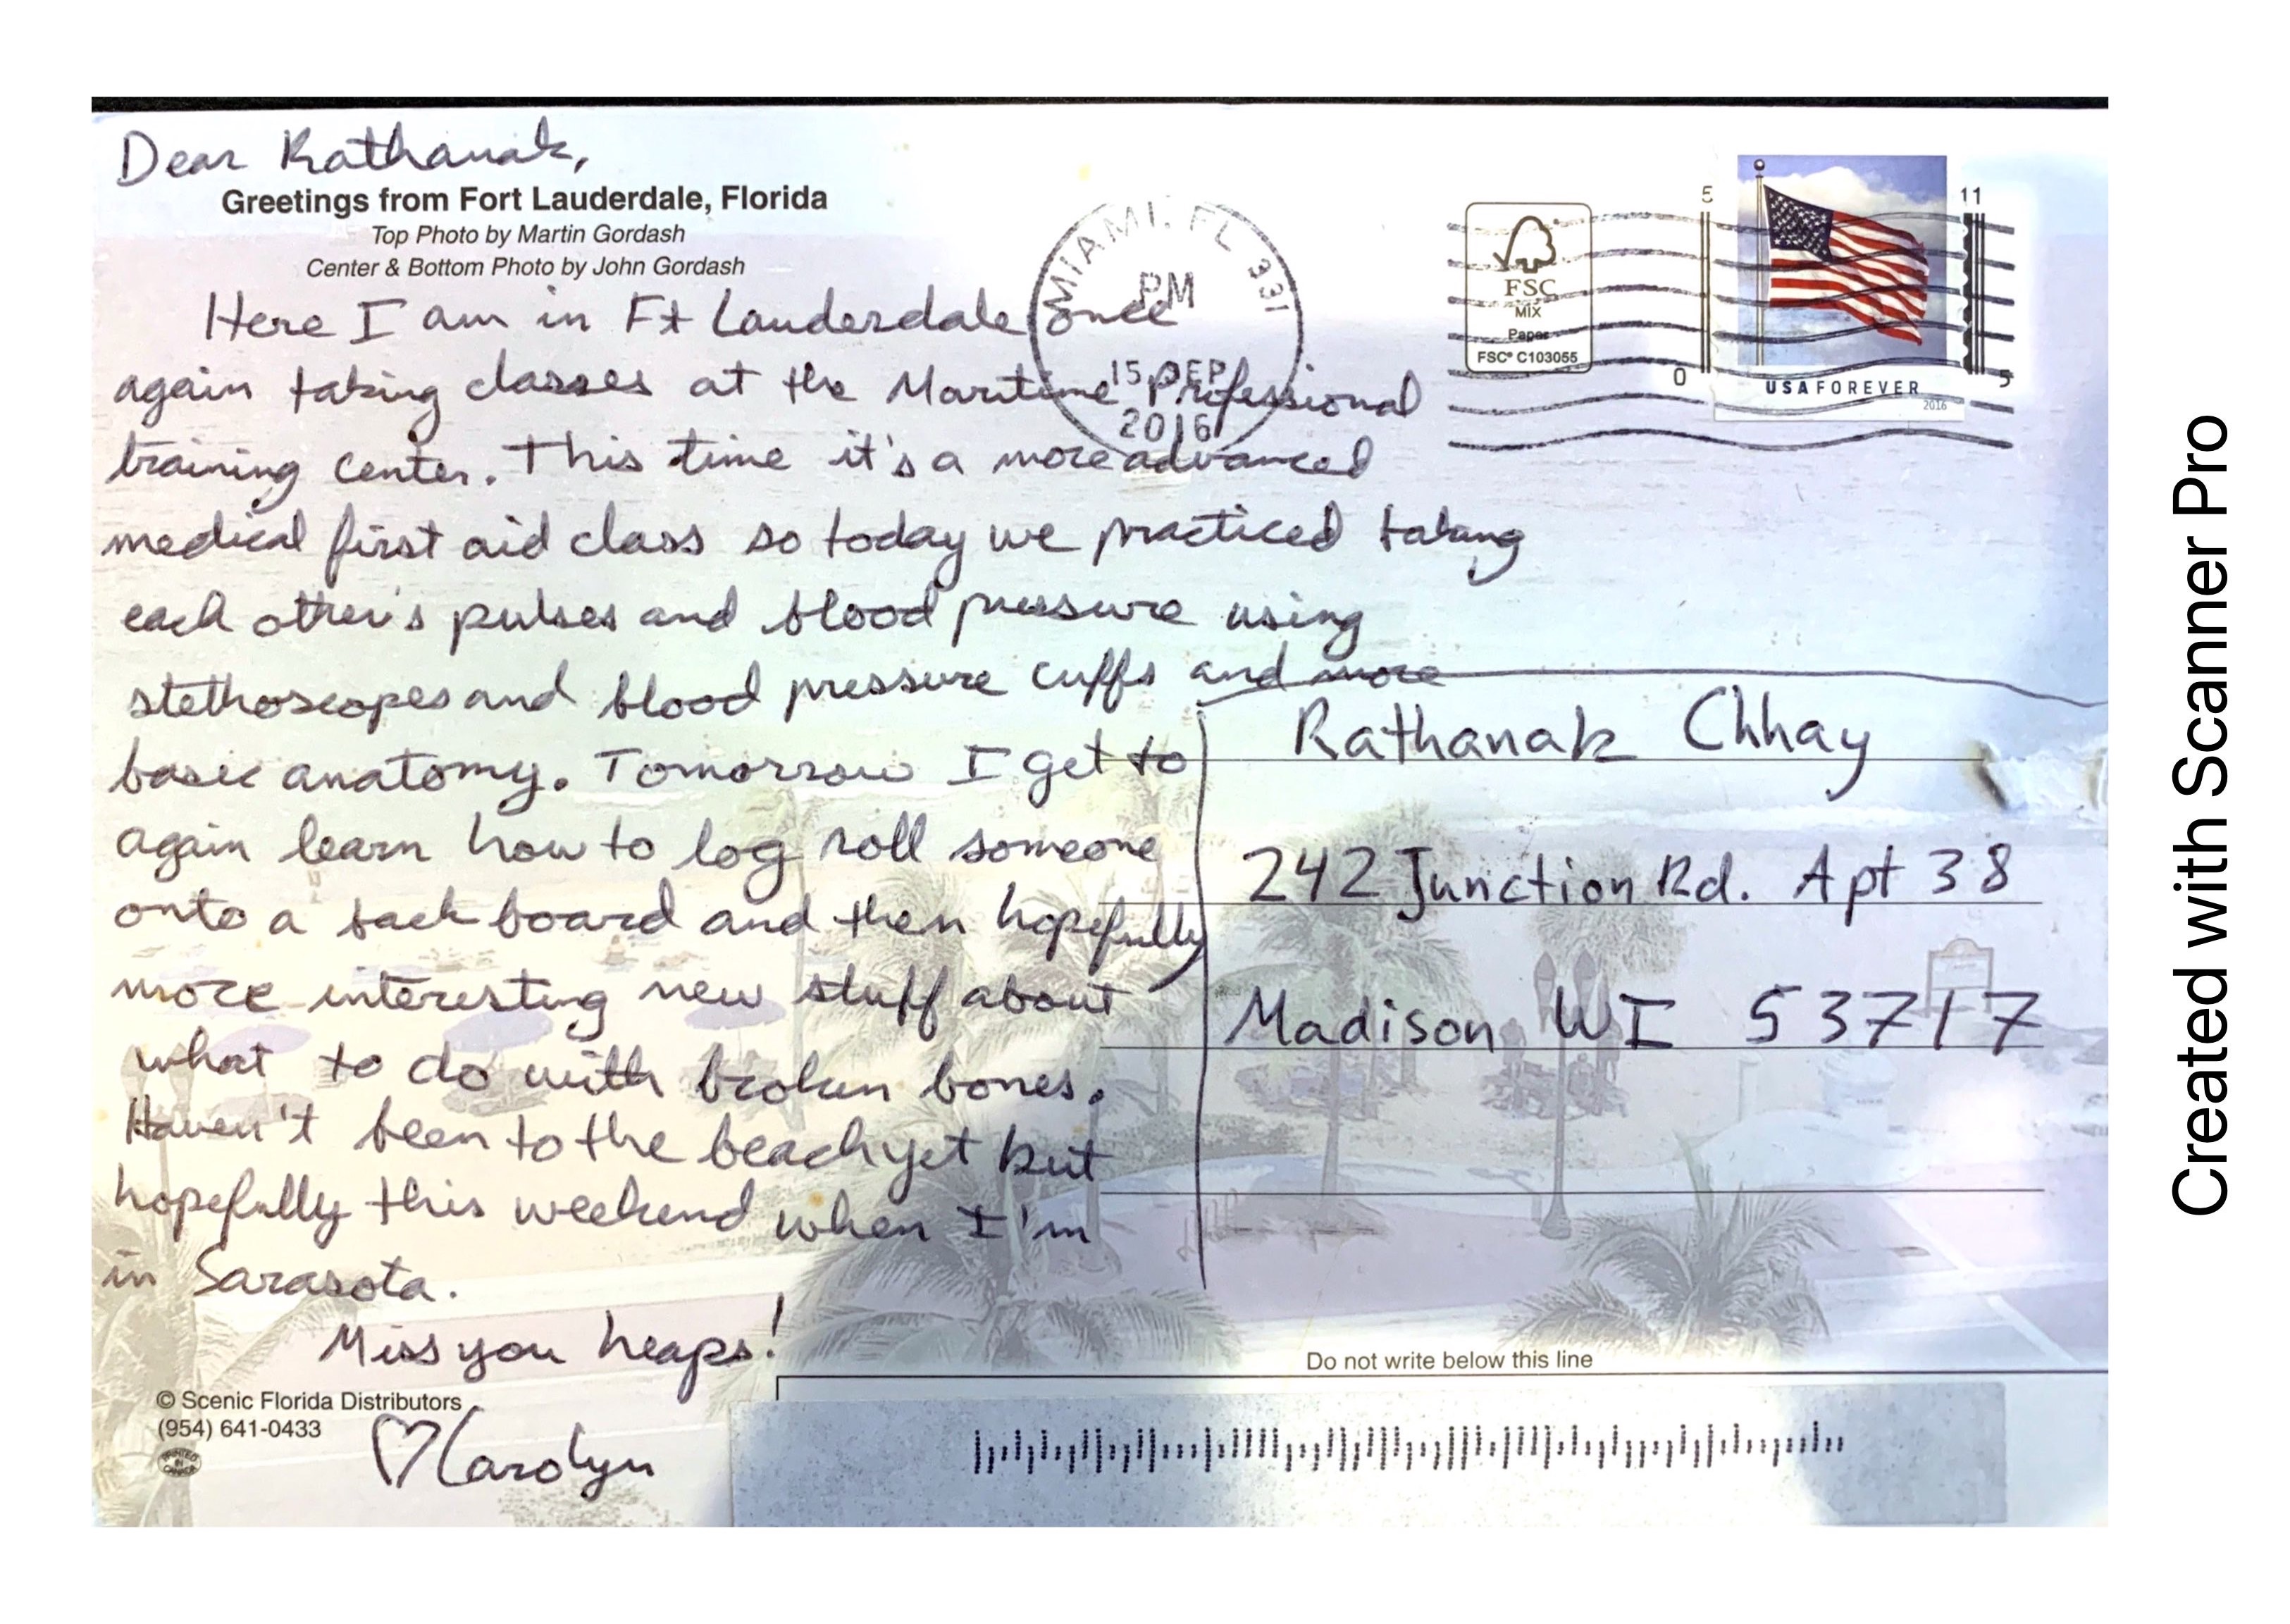 Dear Rathanak,
Greetings from Fort Lauderdale, Florida
Top Photo by Martin Gordash
Center & Bottom Photo by John Gordash
Here I am in Ft Lauderdale once
again taking classes at the Maritime Professional
training center. This time it's a more advanced
medical first aid class so today we practiced taking
each other's pulses and blood pressure using
stethoscopes and blood pressure cuffs and more
basic anatomy. Tomorrow I get to
again learn how to log roll someone
onto a back board and then hopefully
more interesting new stuff about
what to do with broken bones.
Haven't been to the beach yet but
hopefully this weekend when I'm
in Sarasota.
Miss you heaps!
♡ Carolyn
© Scenic Florida Distributors
(954) 641-0433
PRINTED IN CANADA
MIAMI. FL 331
PM
15 SEP
2016
FSC
MIX
Paper
FSC® C103055
5
11
0
5
USA FOREVER
2016
Rathanak Chhay
242 Junction Rd. Apt 38
Madison WI 53717
Do not write below this line
Created with Scanner Pro